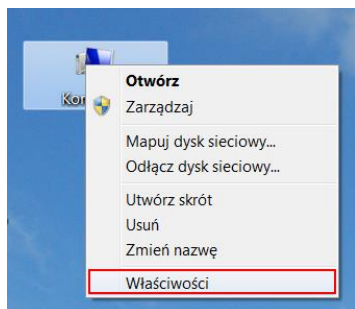 Otwórz
Zarządzaj
Mapuj dysk sieciowy...
Odłącz dysk sieciowy...
Utwórz skrót
Usuń
Zmień nazwę
Właściwości